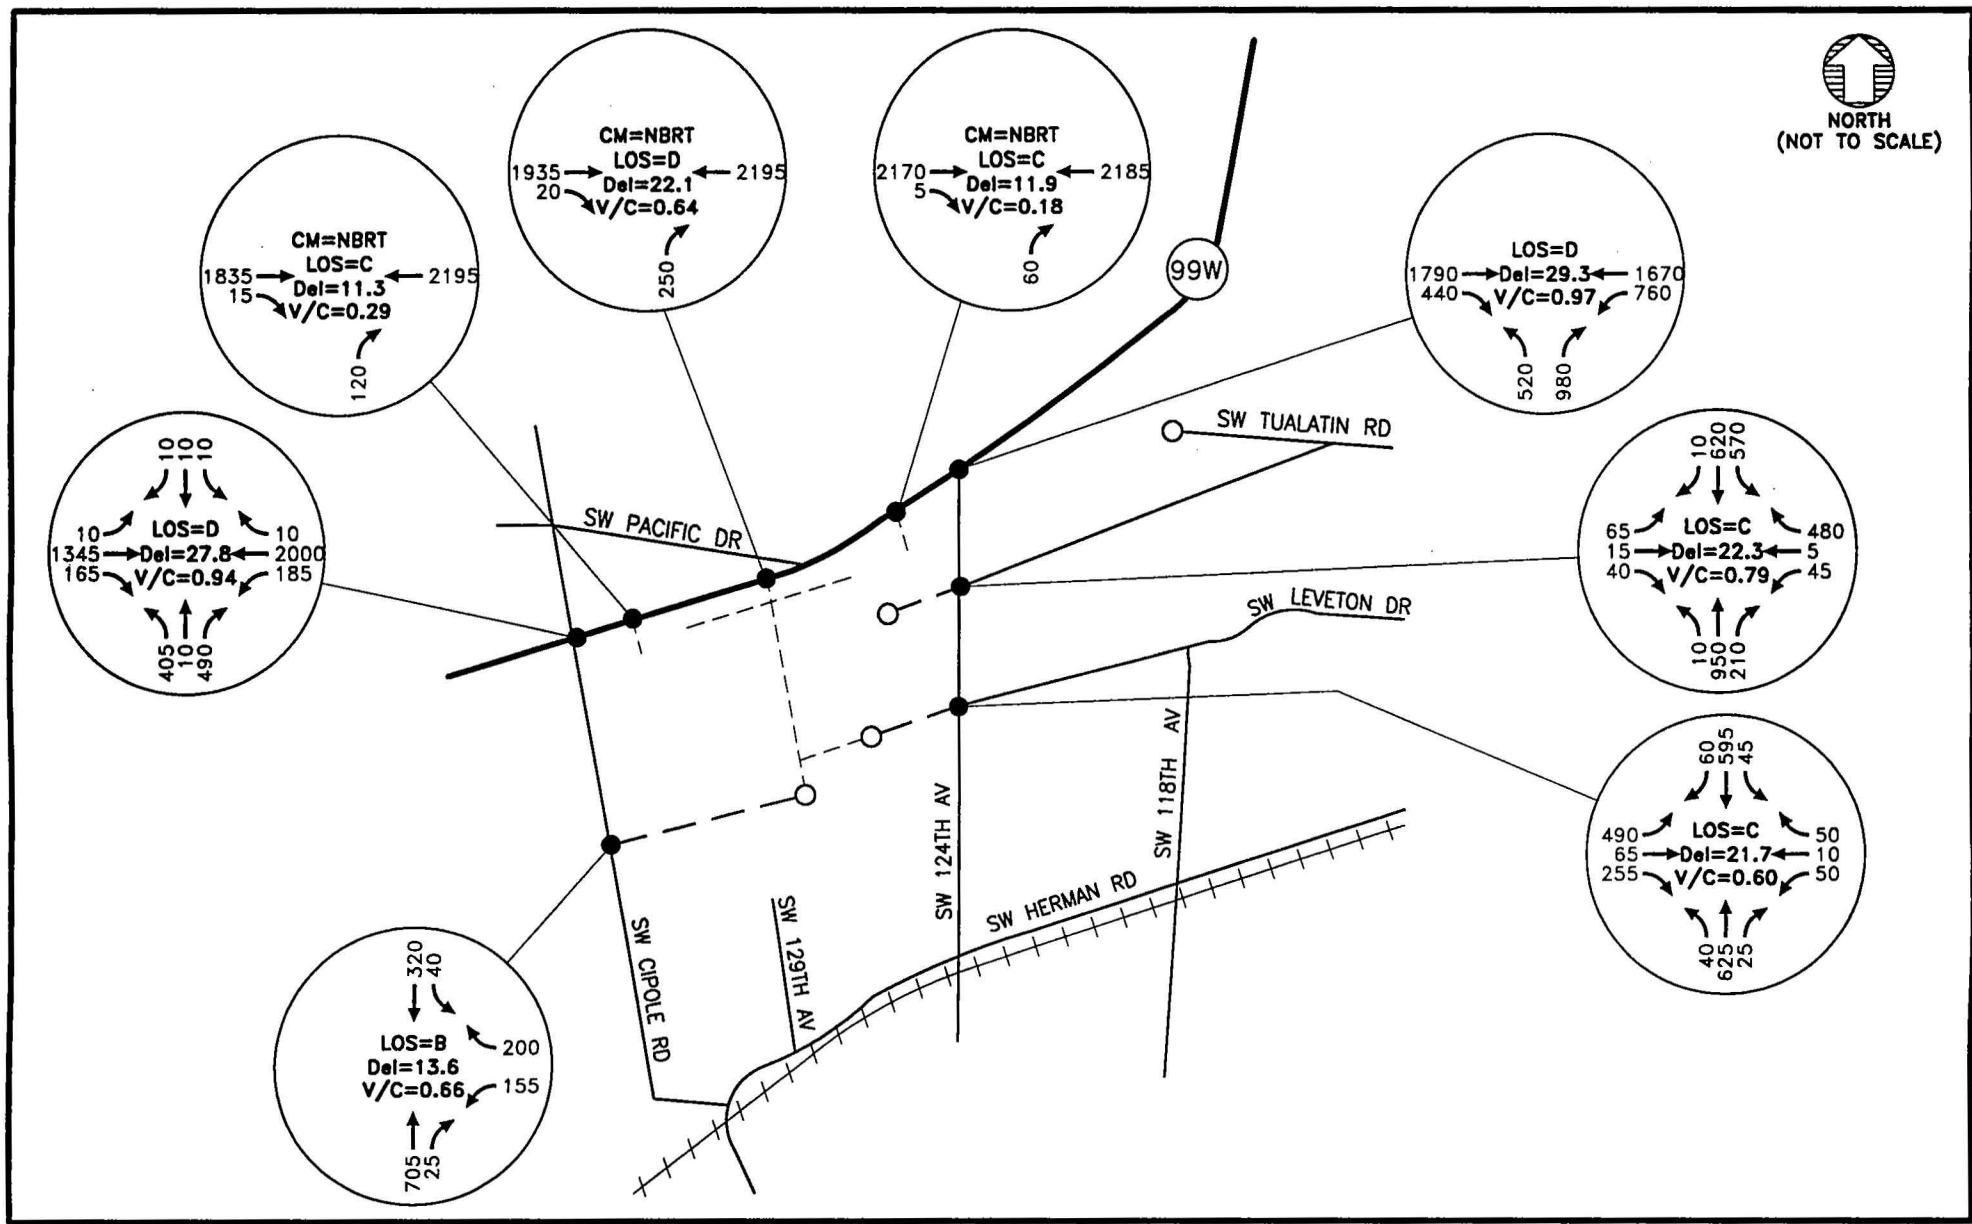 NORTH
(NOT TO SCALE)
CM=NBRT
LOS=D
1935 Del=22.1 2195
20 V/C=0.64
250
CM=NBRT
LOS=C
2170 Del=11.9 2185
5 V/C=0.18
60
CM=NBRT
LOS=C
1835 2195
Del=11.3
15 V/C=0.29
120
99W
LOS=D
1790 Del=29.3 1670
440 V/C=0.97 760
520 980
10 10 10
10 LOS=D 10
1345 Del=27.8 2000
165 V/C=0.94 185
405 10 490
10 620 570
65 LOS=C 480
15 Del=22.3 5
40 V/C=0.79 45
10 950 210
60 595 45
490 LOS=C 50
65 Del=21.7 10
255 V/C=0.60 50
40 625 25
320 40
LOS=B 200
Del=13.6
V/C=0.66 155
705 25
SW TUALATIN RD
SW PACIFIC DR
SW LEVETON DR
SW 118TH AV
SW 124TH AV
SW HERMAN RD
SW 129TH AV
SW CIPOLE RD